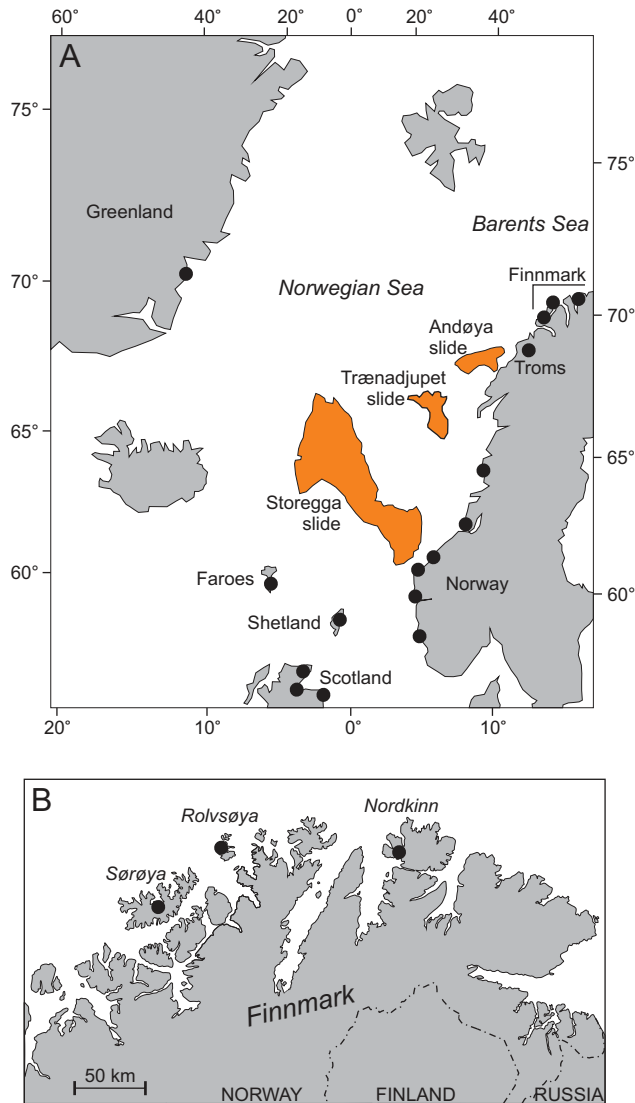 60° 40° 20° 0° 20° 40°
A
75°
75°
Greenland
Barents Sea
70°
Norwegian Sea
Finnmark
70°
Andøya
slide
Troms
Trænadjupet
slide
65°
65°
Storegga
slide
60°
Faroes
Norway
60°
Shetland
Scotland
20° 10° 0° 10°
B
Rolvsøya
Nordkinn
Sørøya
Finnmark
50 km
NORWAY FINLAND RUSSIA